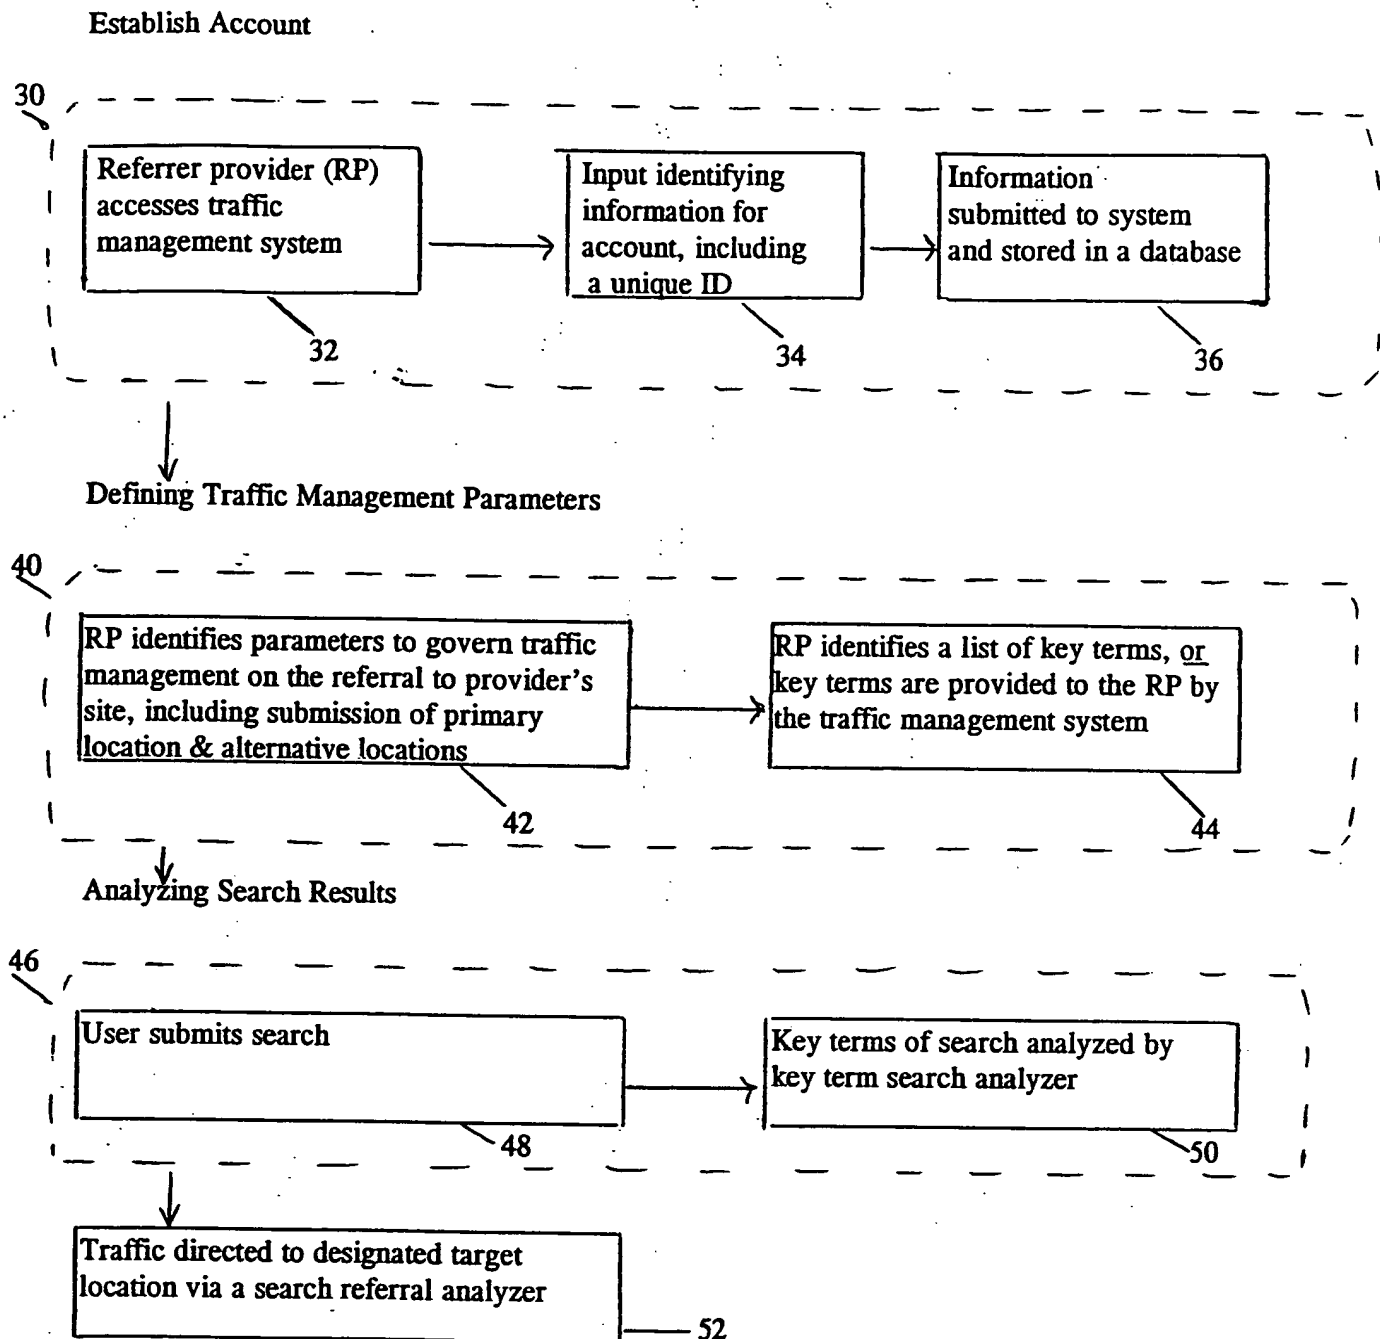 Establish Account
30
Referrer provider (RP)
accesses traffic
management system
Input identifying
information for
account, including
a unique ID
Information
submitted to system
and stored in a database
32
34
36
Defining Traffic Management Parameters
40
RP identifies parameters to govern traffic
management on the referral to provider's
site, including submission of primary
location & alternative locations
RP identifies a list of key terms, or
key terms are provided to the RP by
the traffic management system
42
44
Analyzing Search Results
46
User submits search
Key terms of search analyzed by
key term search analyzer
48
50
Traffic directed to designated target
location via a search referral analyzer
52